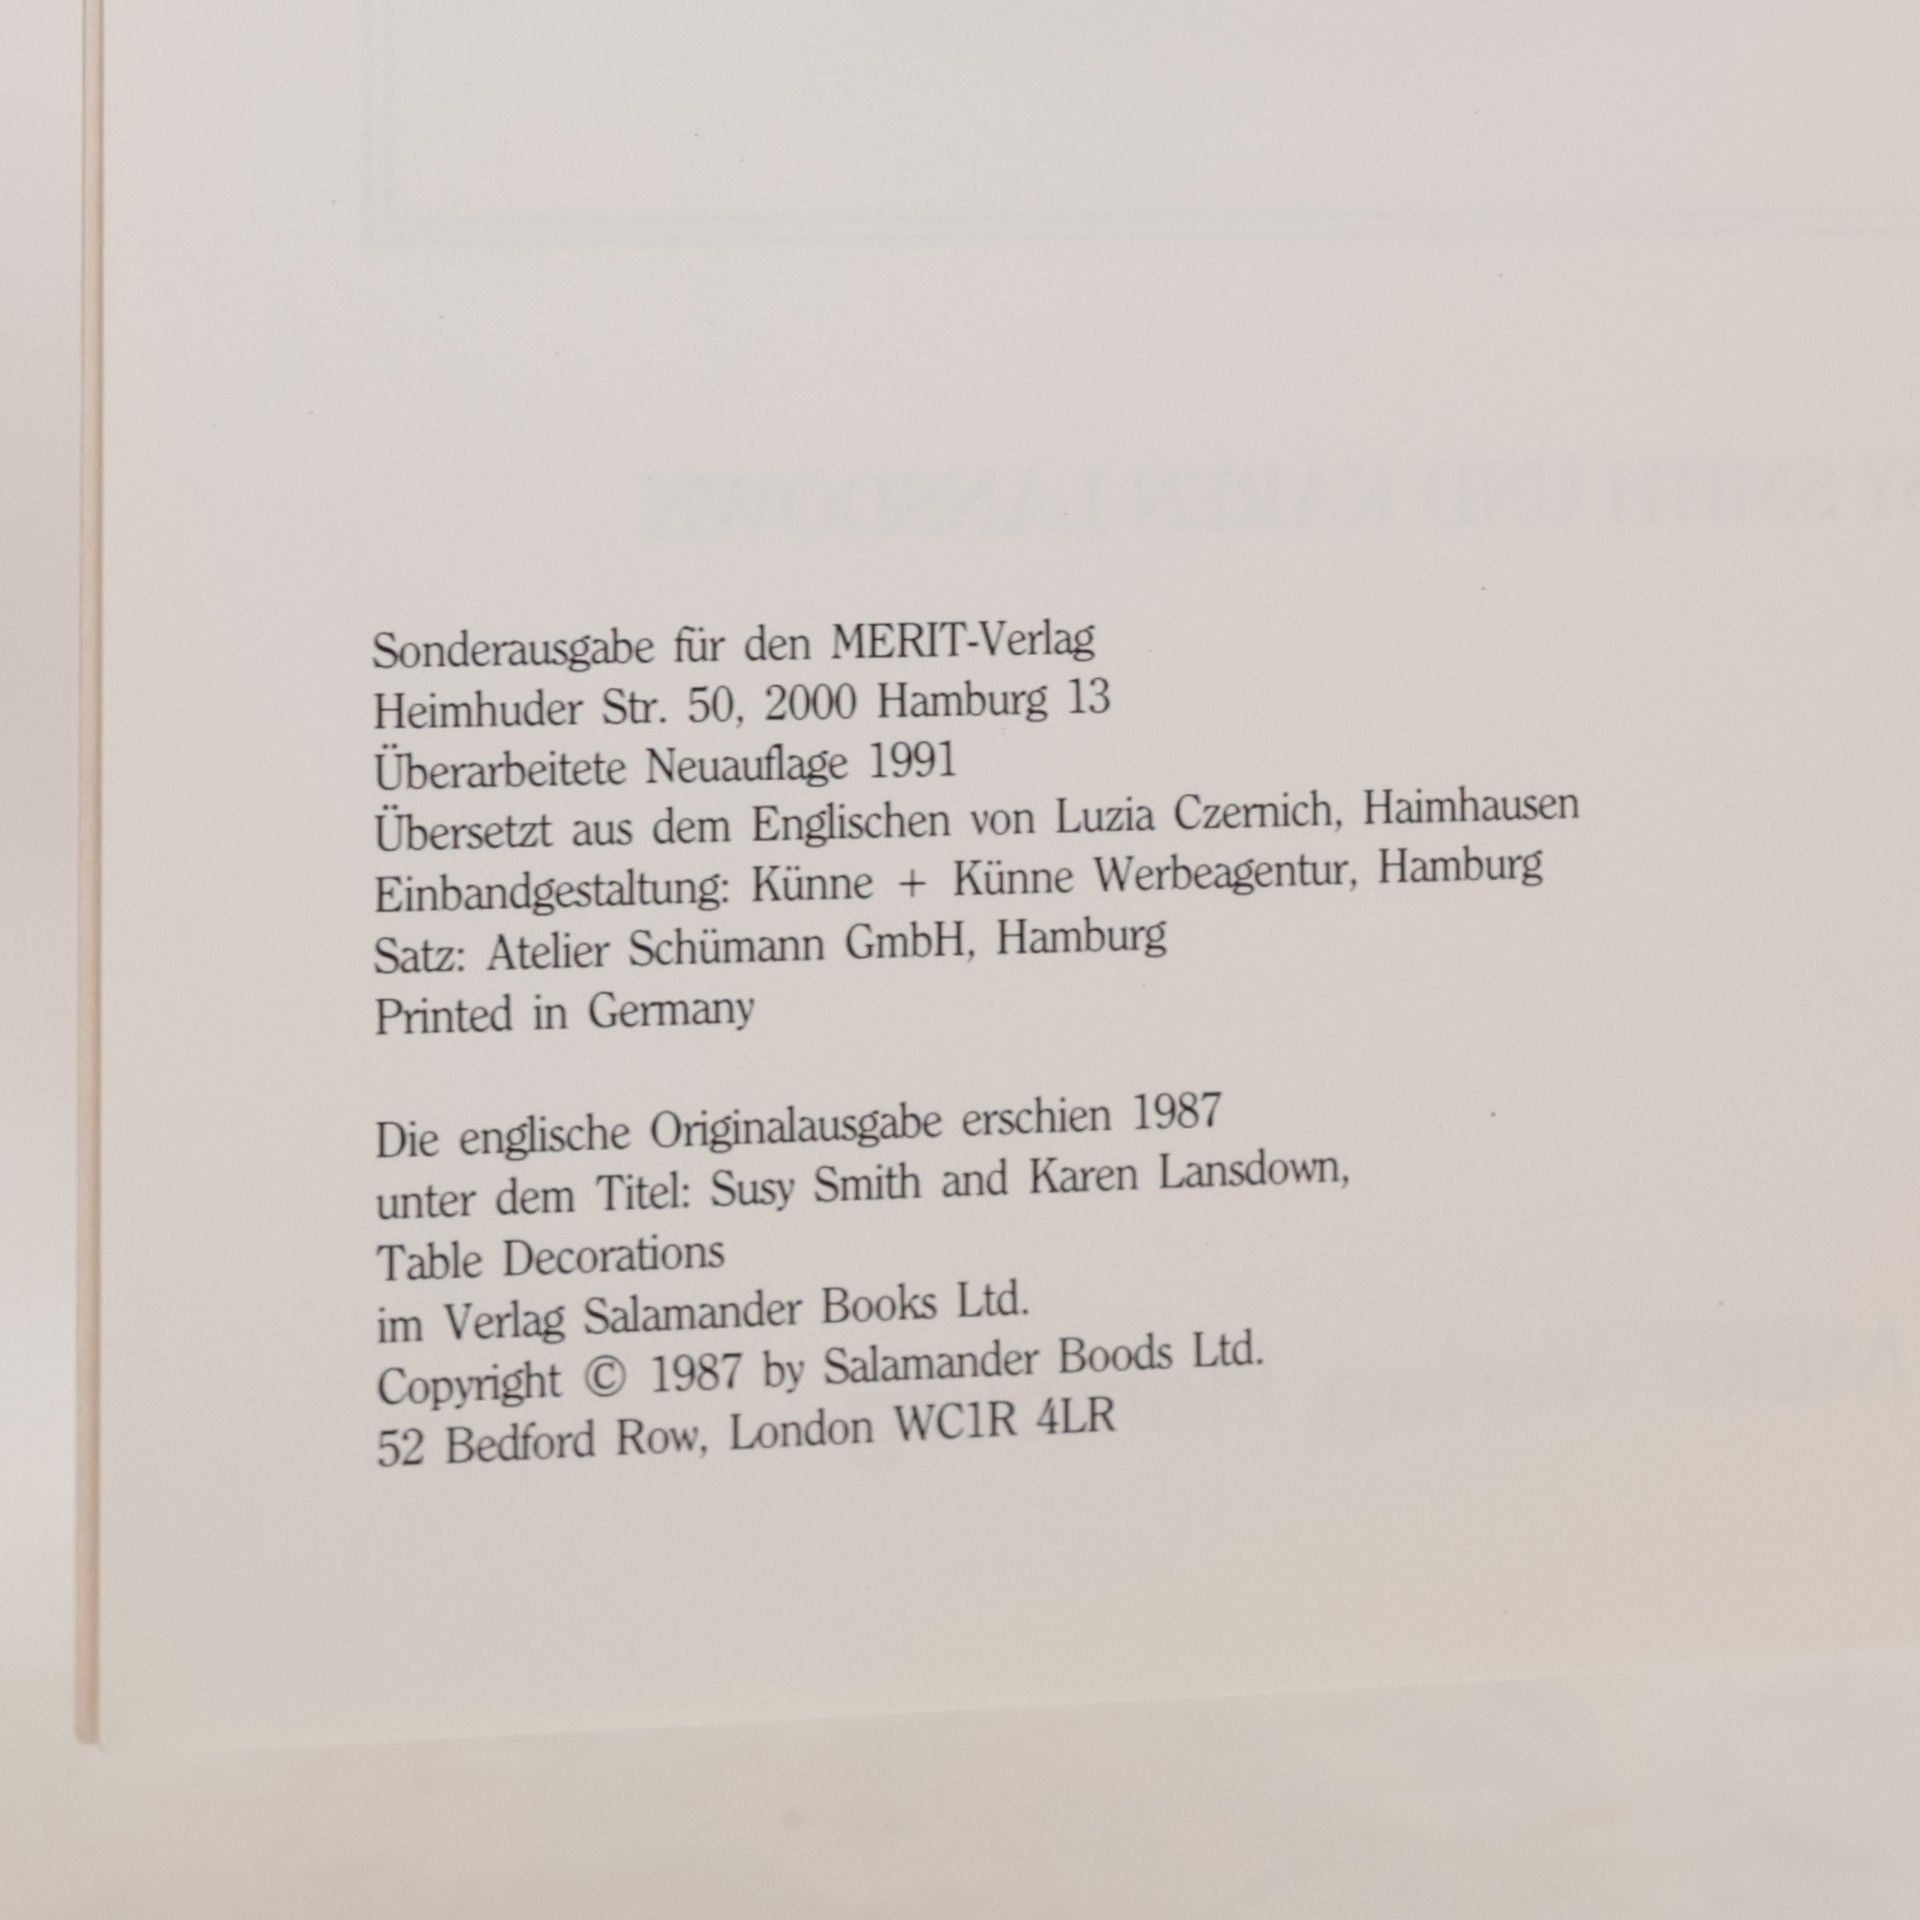 Sonderausgabe für den MERIT-Verlag
Heimhuder Str. 50, 2000 Hamburg 13
Überarbeitete Neuauflage 1991
Übersetzt aus dem Englischen von Luzia Czernich, Haimhausen
Einbandgestaltung: Künne + Künne Werbeagentur, Hamburg
Satz: Atelier Schümann GmbH, Hamburg
Printed in Germany
Die englische Originalausgabe erschien 1987
unter dem Titel: Susy Smith and Karen Lansdown,
Table Decorations
im Verlag Salamander Books Ltd.
Copyright © 1987 by Salamander Boods Ltd.
52 Bedford Row, London WC1R 4LR